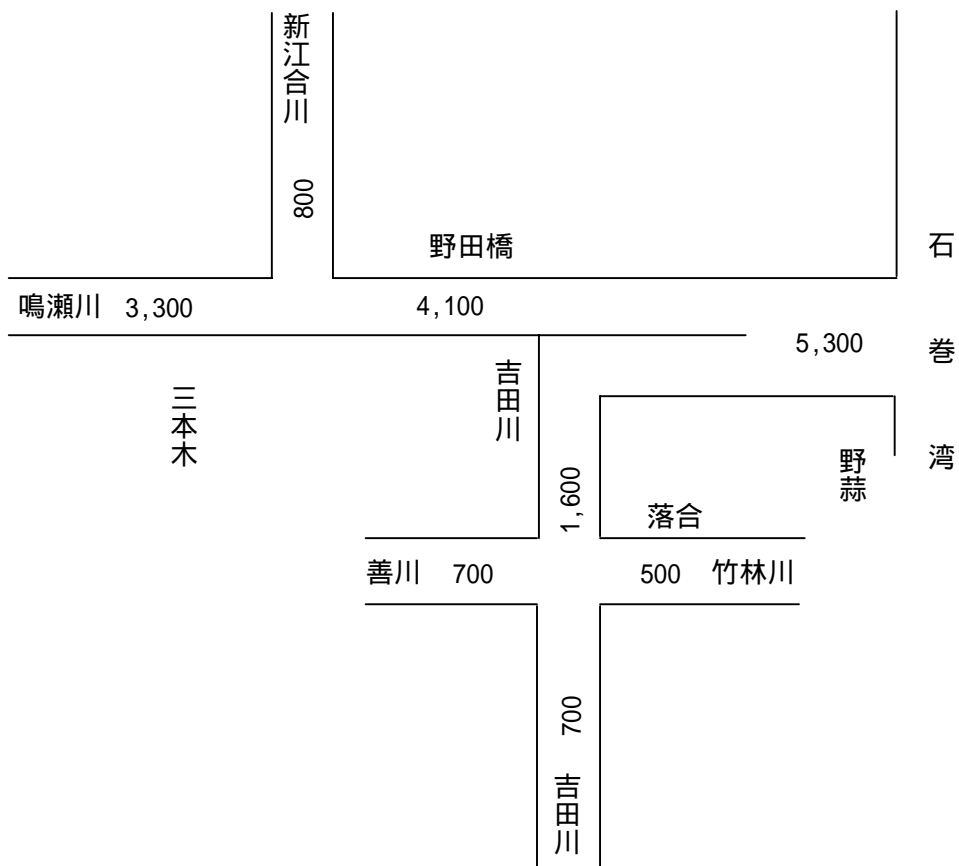 新江合川
800
野田橋
石巻湾
鳴瀬川 3,300
4,100
5,300
三本木
吉田川
野蒜
1,600
落合
善川 700
500 竹林川
700
吉田川